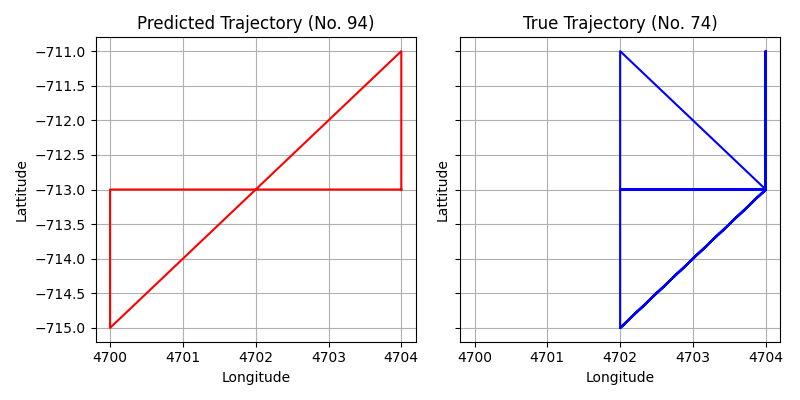 Predicted Trajectory (No. 94)
True Trajectory (No. 74)
−711.0
−711.5
−712.0
−712.5
−713.0
−713.5
−714.0
−714.5
−715.0
Lattitude
Lattitude
4700 4701 4702 4703 4704
4700 4701 4702 4703 4704
Longitude
Longitude